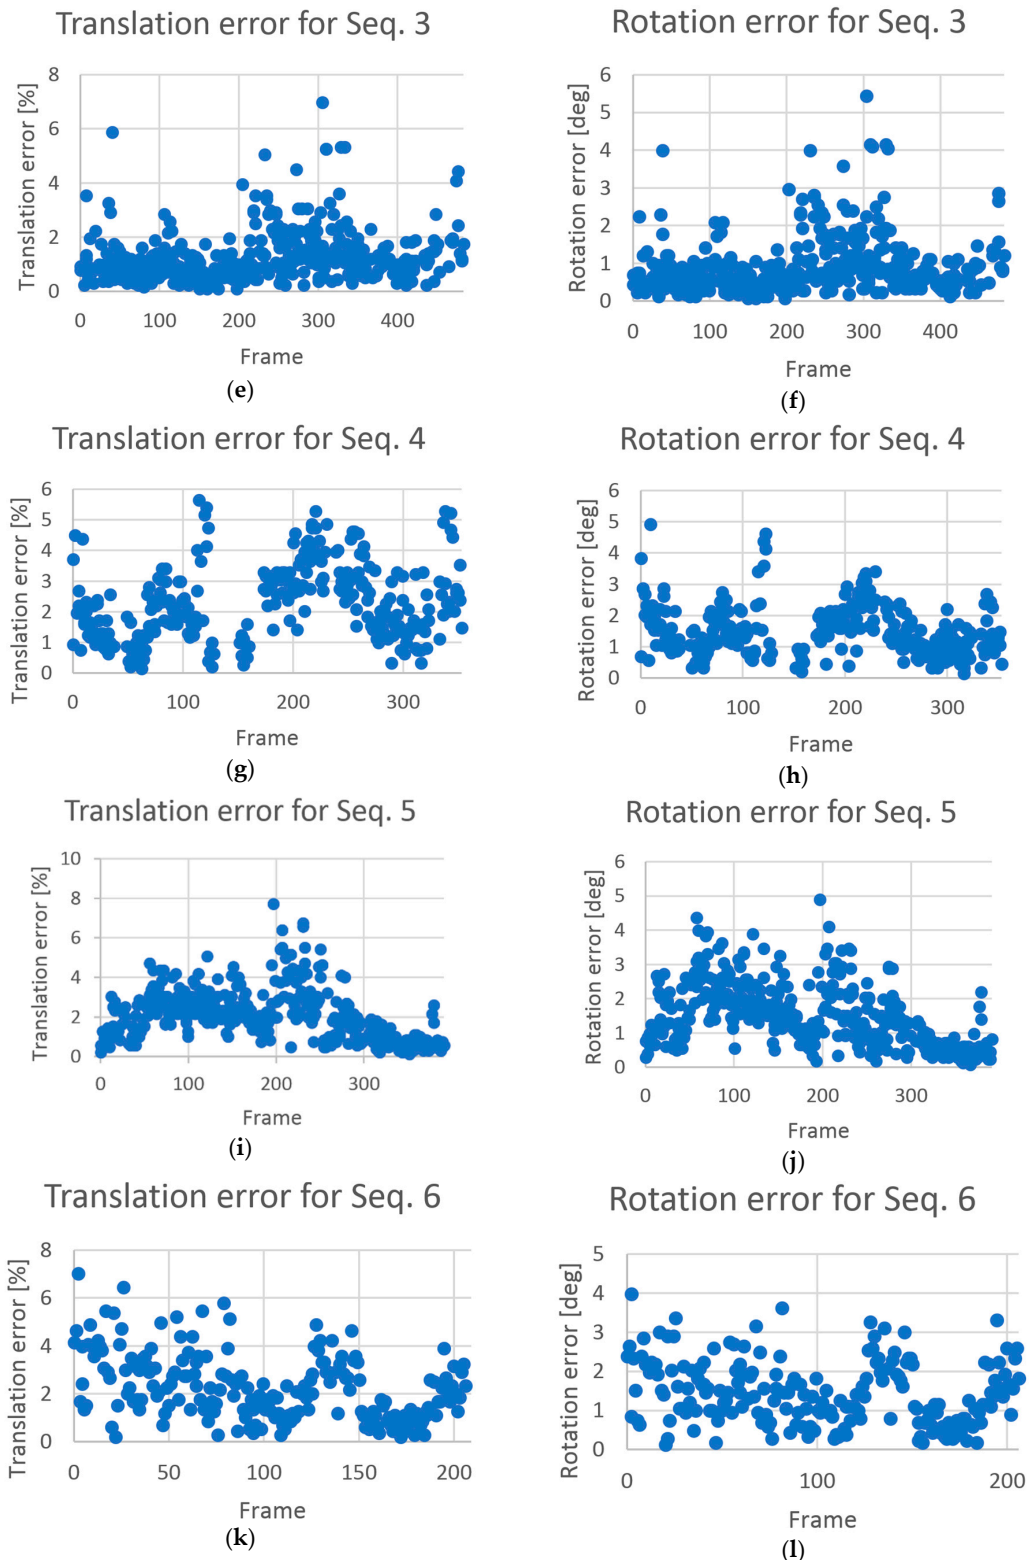 Translation error for Seq. 3
Translation error [%]
8
6
4
2
0
0 100 200 300 400
Frame
(e)
Rotation error for Seq. 3
Rotation error [deg]
6
5
4
3
2
1
0
0 100 200 300 400
Frame
(f)
Translation error for Seq. 4
Translation error [%]
6
5
4
3
2
1
0
0 100 200 300
Frame
(g)
Rotation error for Seq. 4
Rotation error [deg]
6
5
4
3
2
1
0
0 100 200 300
Frame
(h)
Translation error for Seq. 5
Translation error [%]
10
8
6
4
2
0
0 100 200 300
Frame
(i)
Rotation error for Seq. 5
Rotation error [deg]
6
5
4
3
2
1
0
0 100 200 300
Frame
(j)
Translation error for Seq. 6
Translation error [%]
8
6
4
2
0
0 50 100 150 200
Frame
(k)
Rotation error for Seq. 6
Rotation error [deg]
5
4
3
2
1
0
0 100 200
Frame
(l)